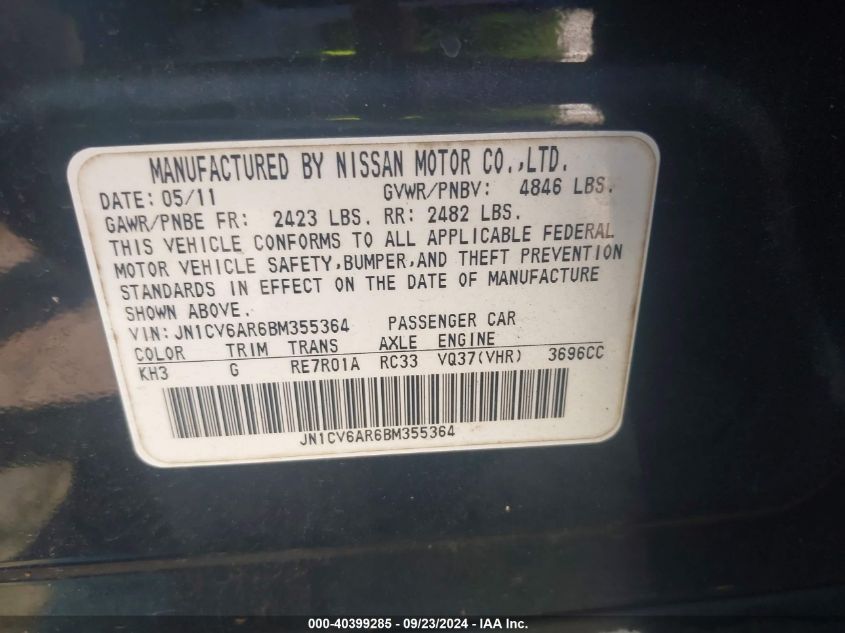 MANUFACTURED BY NISSAN MOTOR CO.,LTD.
DATE: 05/11 GVWR/PNBV: 4846 LBS.
GAWR/PNBE FR: 2423 LBS. RR: 2482 LBS.
THIS VEHICLE CONFORMS TO ALL APPLICABLE FEDERAL
MOTOR VEHICLE SAFETY,BUMPER,AND THEFT PREVENTION
STANDARDS IN EFFECT ON THE DATE OF MANUFACTURE
SHOWN ABOVE.
VIN: JN1CV6AR6BM355364 PASSENGER CAR
COLOR TRIM TRANS AXLE ENGINE
KH3 G RE7R01A RC33 VQ37(VHR) 3696CC
JN1CV6AR6BM355364
000-40399285 - 09/23/2024 - IAA Inc.